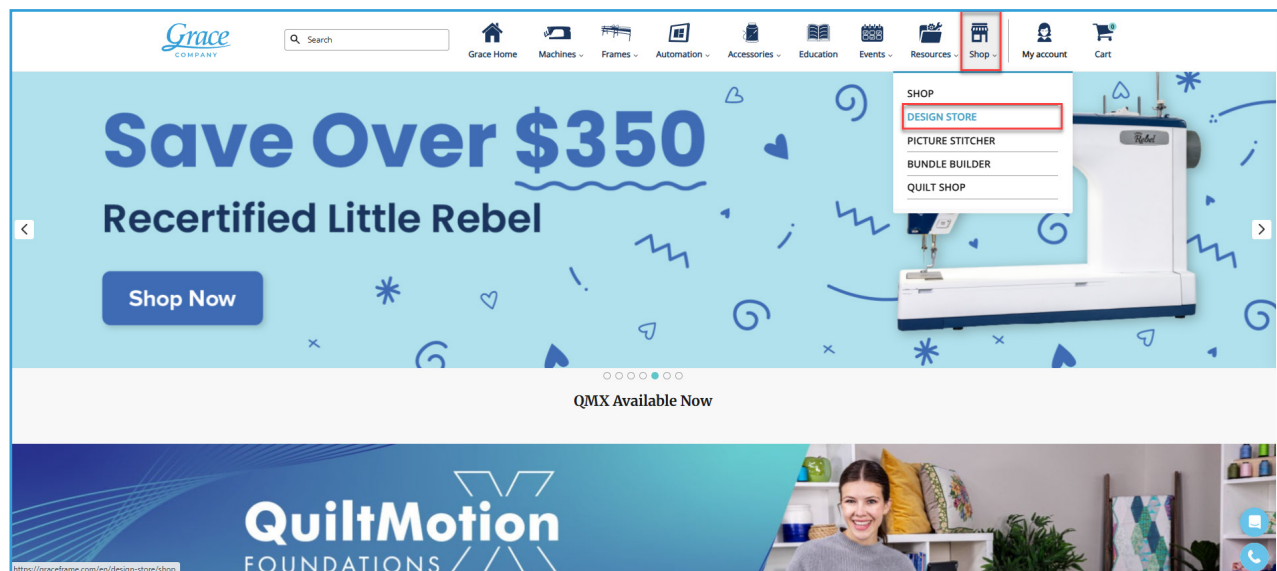 Grace
COMPANY
Search
Grace Home
Machines
Frames
Automation
Accessories
Education
Events
Resources
Shop
My account
0
Cart
SHOP
DESIGN STORE
PICTURE STITCHER
BUNDLE BUILDER
QUILT SHOP
Save Over $350
Recertified Little Rebel
Shop Now
Rebel
QMX Available Now
QuiltMotion X
FOUNDATIONS
https://graceframe.com/en/design-store/shop